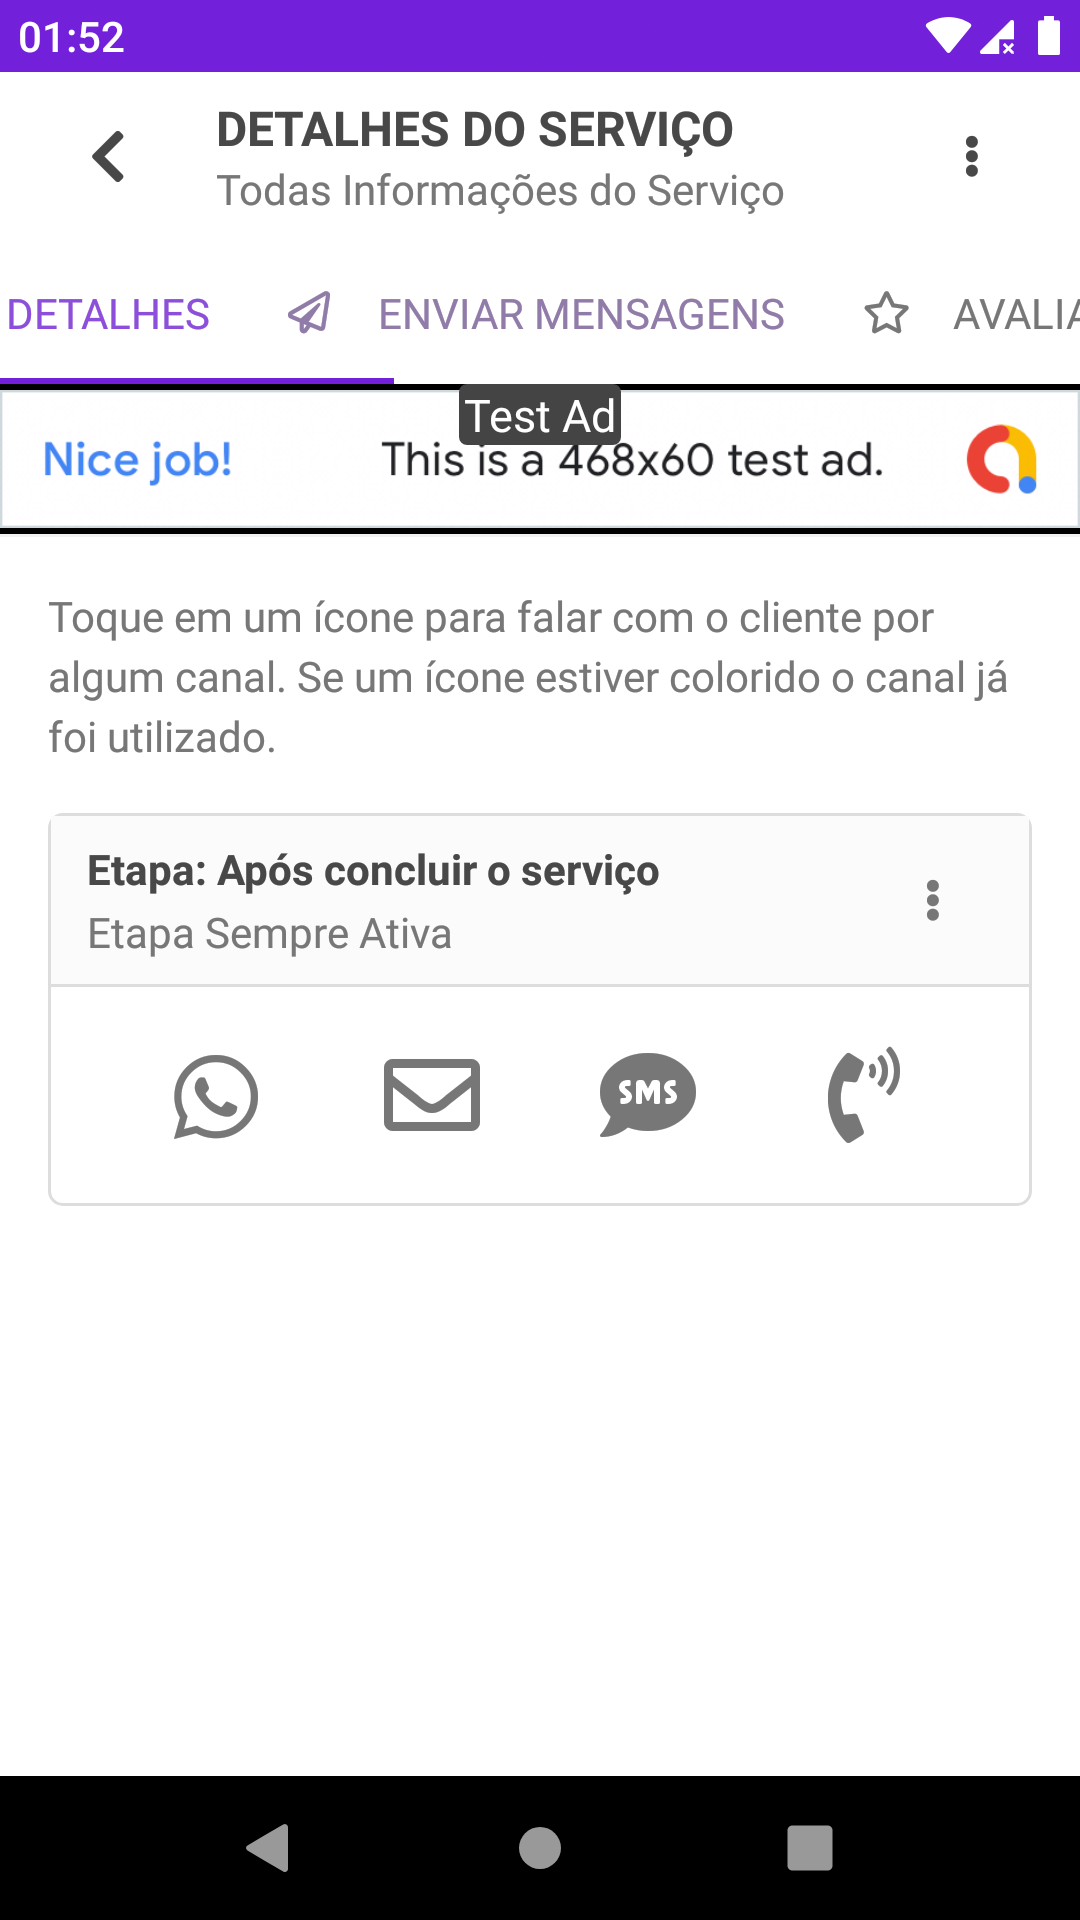 01:52
DETALHES DO SERVIÇO
Todas Informações do Serviço
DETALHES ENVIAR MENSAGENS AVALIA
Test Ad
Nice job! This is a 468x60 test ad.
Toque em um ícone para falar com o cliente por
algum canal. Se um ícone estiver colorido o canal já
foi utilizado.
Etapa: Após concluir o serviço
Etapa Sempre Ativa
SMS